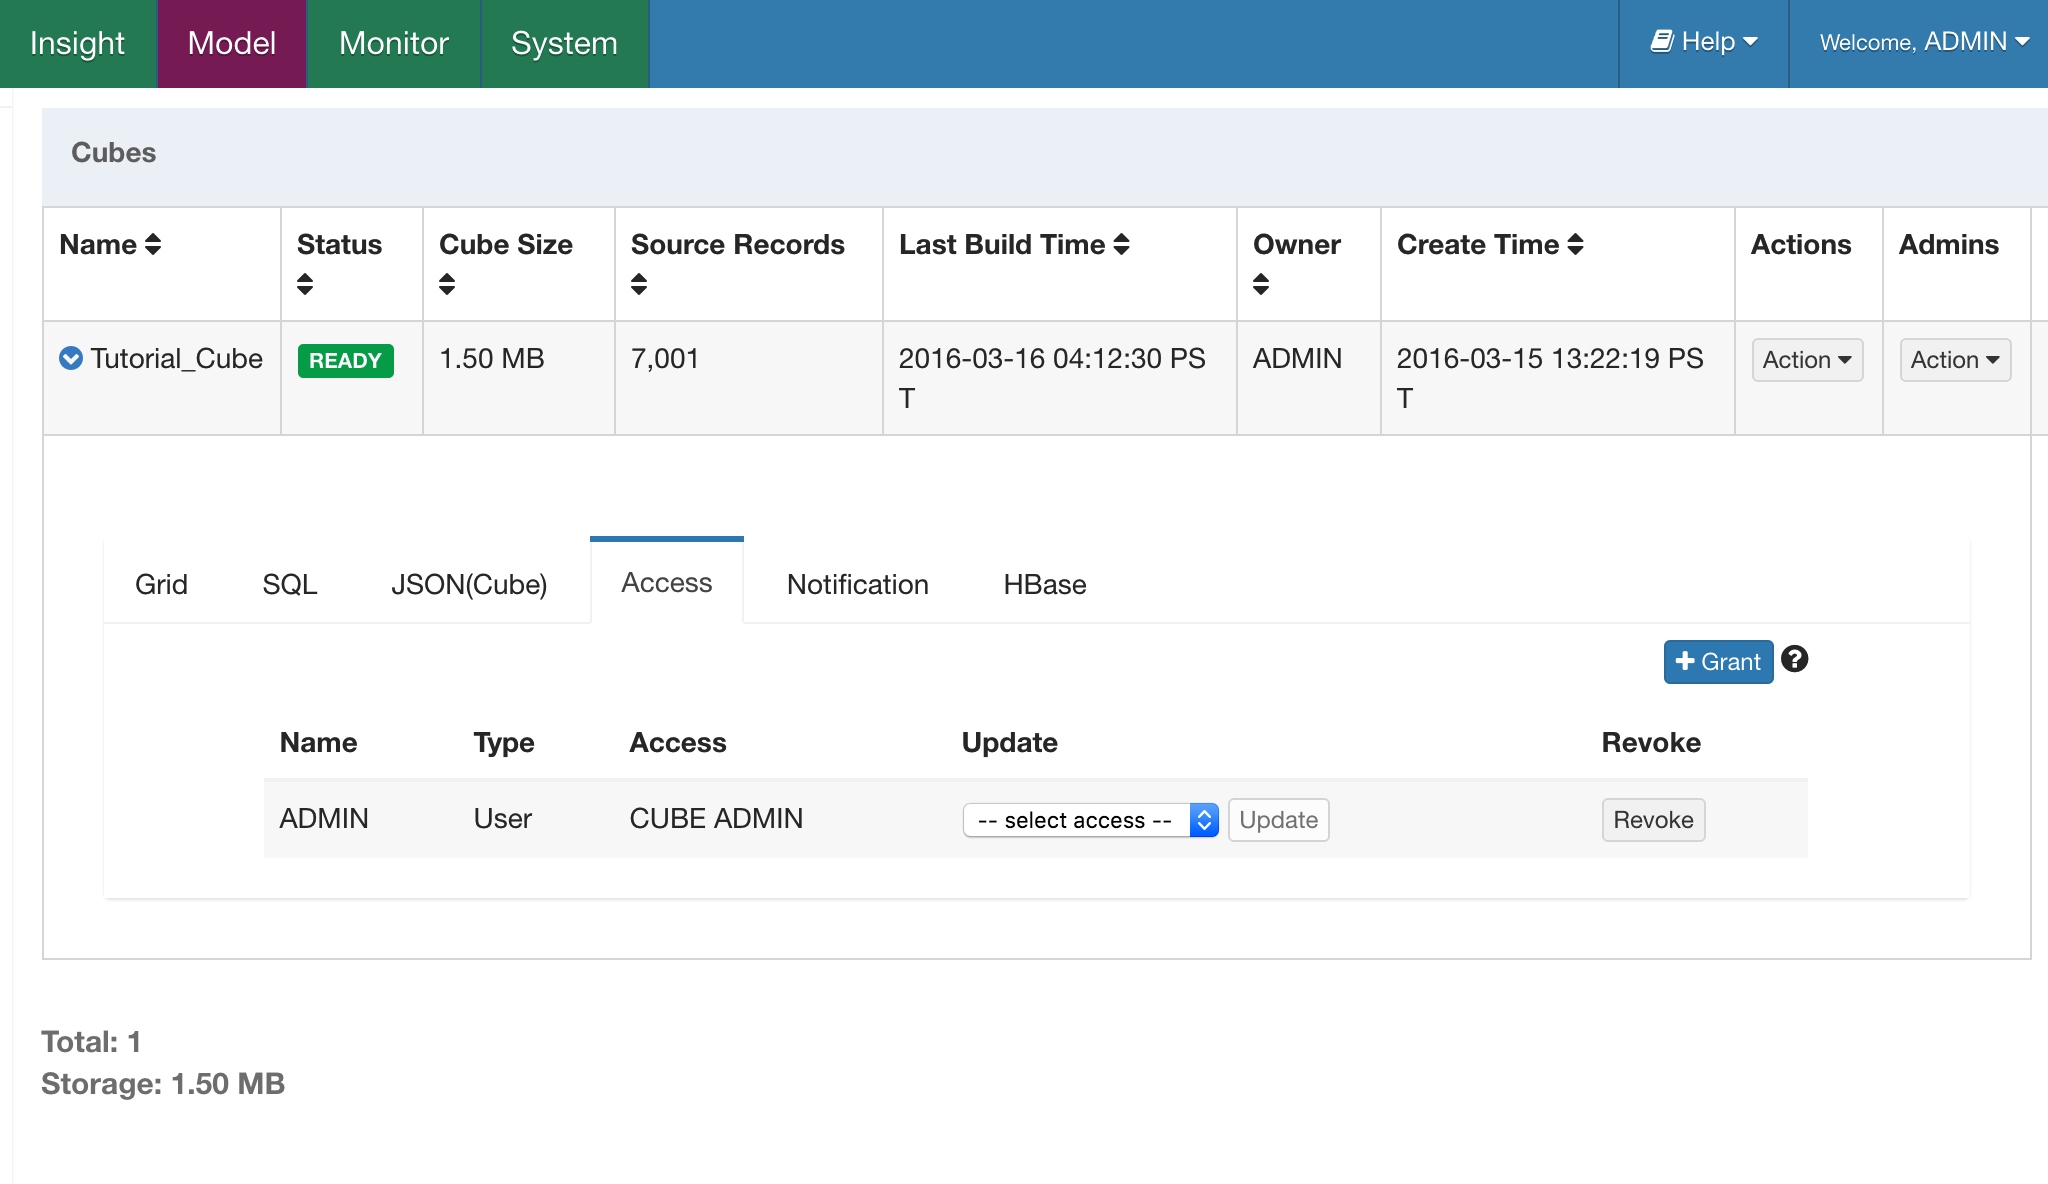 Insight Model Monitor System Help Welcome, ADMIN
Cubes
Name Status Cube Size Source Records Last Build Time Owner Create Time Actions Admins
Tutorial_Cube READY 1.50 MB 7,001 2016-03-16 04:12:30 PS ADMIN 2016-03-15 13:22:19 PS Action Action
T T
Grid SQL JSON(Cube) Access Notification HBase
Grant ?
Name Type Access Update Revoke
ADMIN User CUBE ADMIN -- select access -- Update Revoke
Total: 1
Storage: 1.50 MB